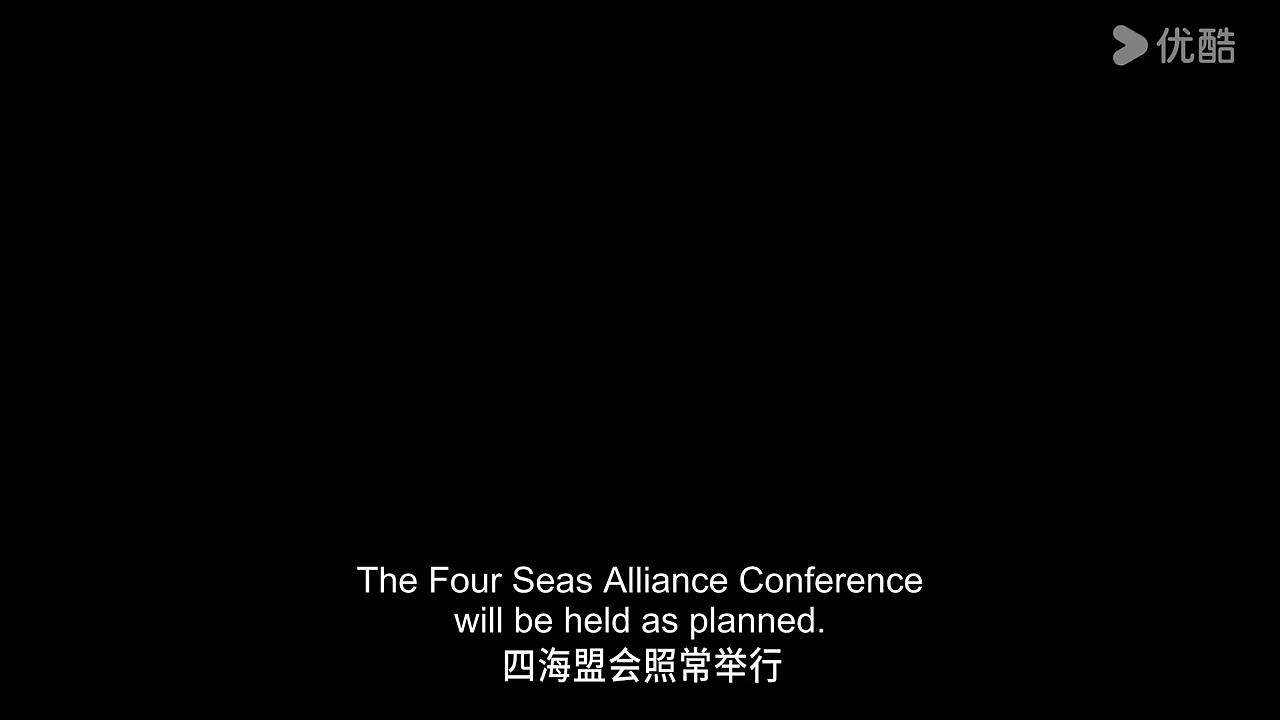 优酷
The Four Seas Alliance Conference
will be held as planned.
四海盟会照常举行